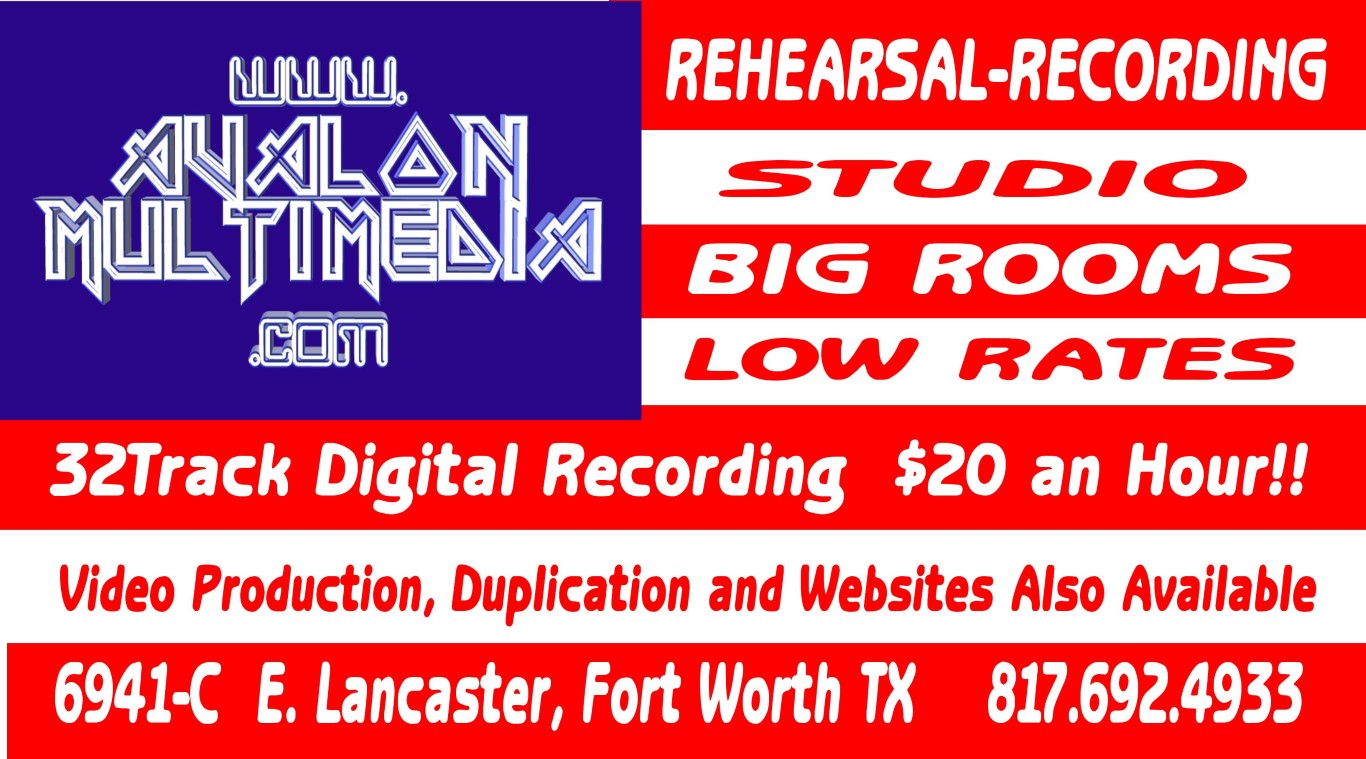 www.
AVALON
MULTIMEDIA
.com
REHEARSAL-RECORDING
STUDIO
BIG ROOMS
LOW RATES
32Track Digital Recording $20 an Hour!!
Video Production, Duplication and Websites Also Available
6941-C E. Lancaster, Fort Worth TX 817.692.4933